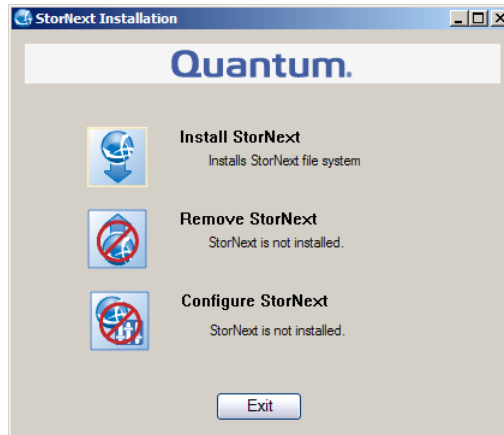 StorNext Installation
Quantum.
Install StorNext
Installs StorNext file system
Remove StorNext
StorNext is not installed.
Configure StorNext
StorNext is not installed.
Exit